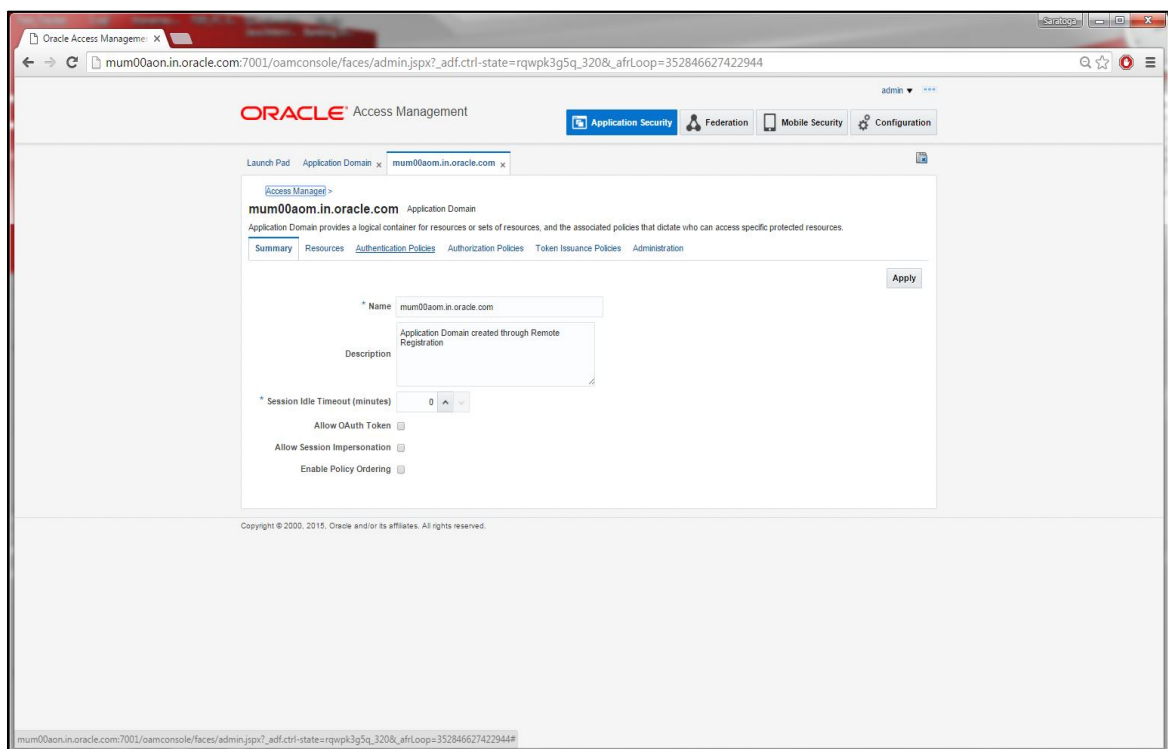 Saratoga
Oracle Access Manageme: x
mum00aon.in.oracle.com:7001/oamconsole/faces/admin.jspx?_adf.ctrl-state=rqwpk3g5q_320&_afrLoop=352846627422944
admin
ORACLE Access Management
Application Security Federation Mobile Security Configuration
Launch Pad Application Domain x mum00aom.in.oracle.com x
Access Manager >
mum00aom.in.oracle.com Application Domain
Application Domain provides a logical container for resources or sets of resources, and the associated policies that dictate who can access specific protected resources.
Summary Resources Authentication Policies Authorization Policies Token Issuance Policies Administration
Apply
* Name mum00aom.in.oracle.com
Application Domain created through Remote
Registration
Description
* Session Idle Timeout (minutes) 0
Allow OAuth Token
Allow Session Impersonation
Enable Policy Ordering
Copyright © 2000, 2015, Oracle and/or its affiliates. All rights reserved.
mum00aon.in.oracle.com:7001/oamconsole/faces/admin.jspx?_adf.ctrl-state=rqwpk3g5q_320&_afrLoop=352846627422944#